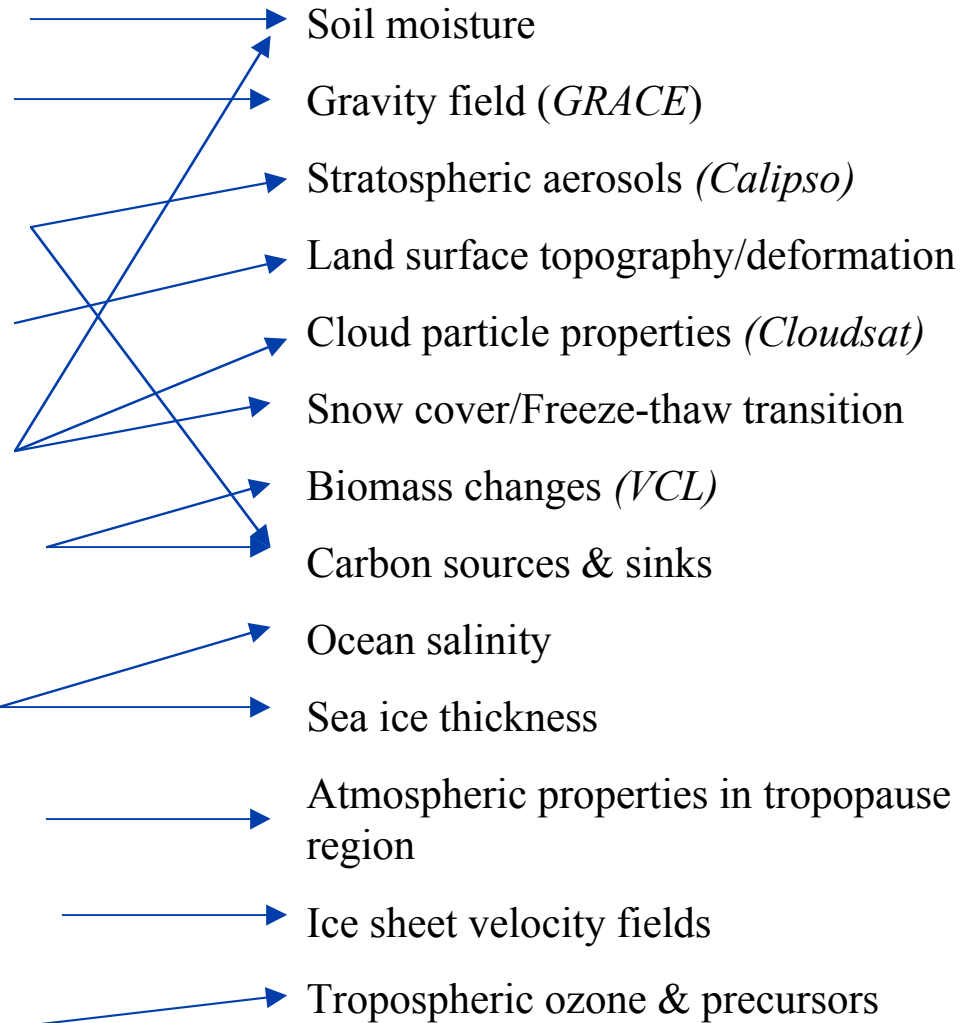 Soil moisture
Gravity field (GRACE)
Stratospheric aerosols (Calipso)
Land surface topography/deformation
Cloud particle properties (Cloudsat)
Snow cover/Freeze-thaw transition
Biomass changes (VCL)
Carbon sources & sinks
Ocean salinity
Sea ice thickness
Atmospheric properties in tropopause
region
Ice sheet velocity fields
Tropospheric ozone & precursors